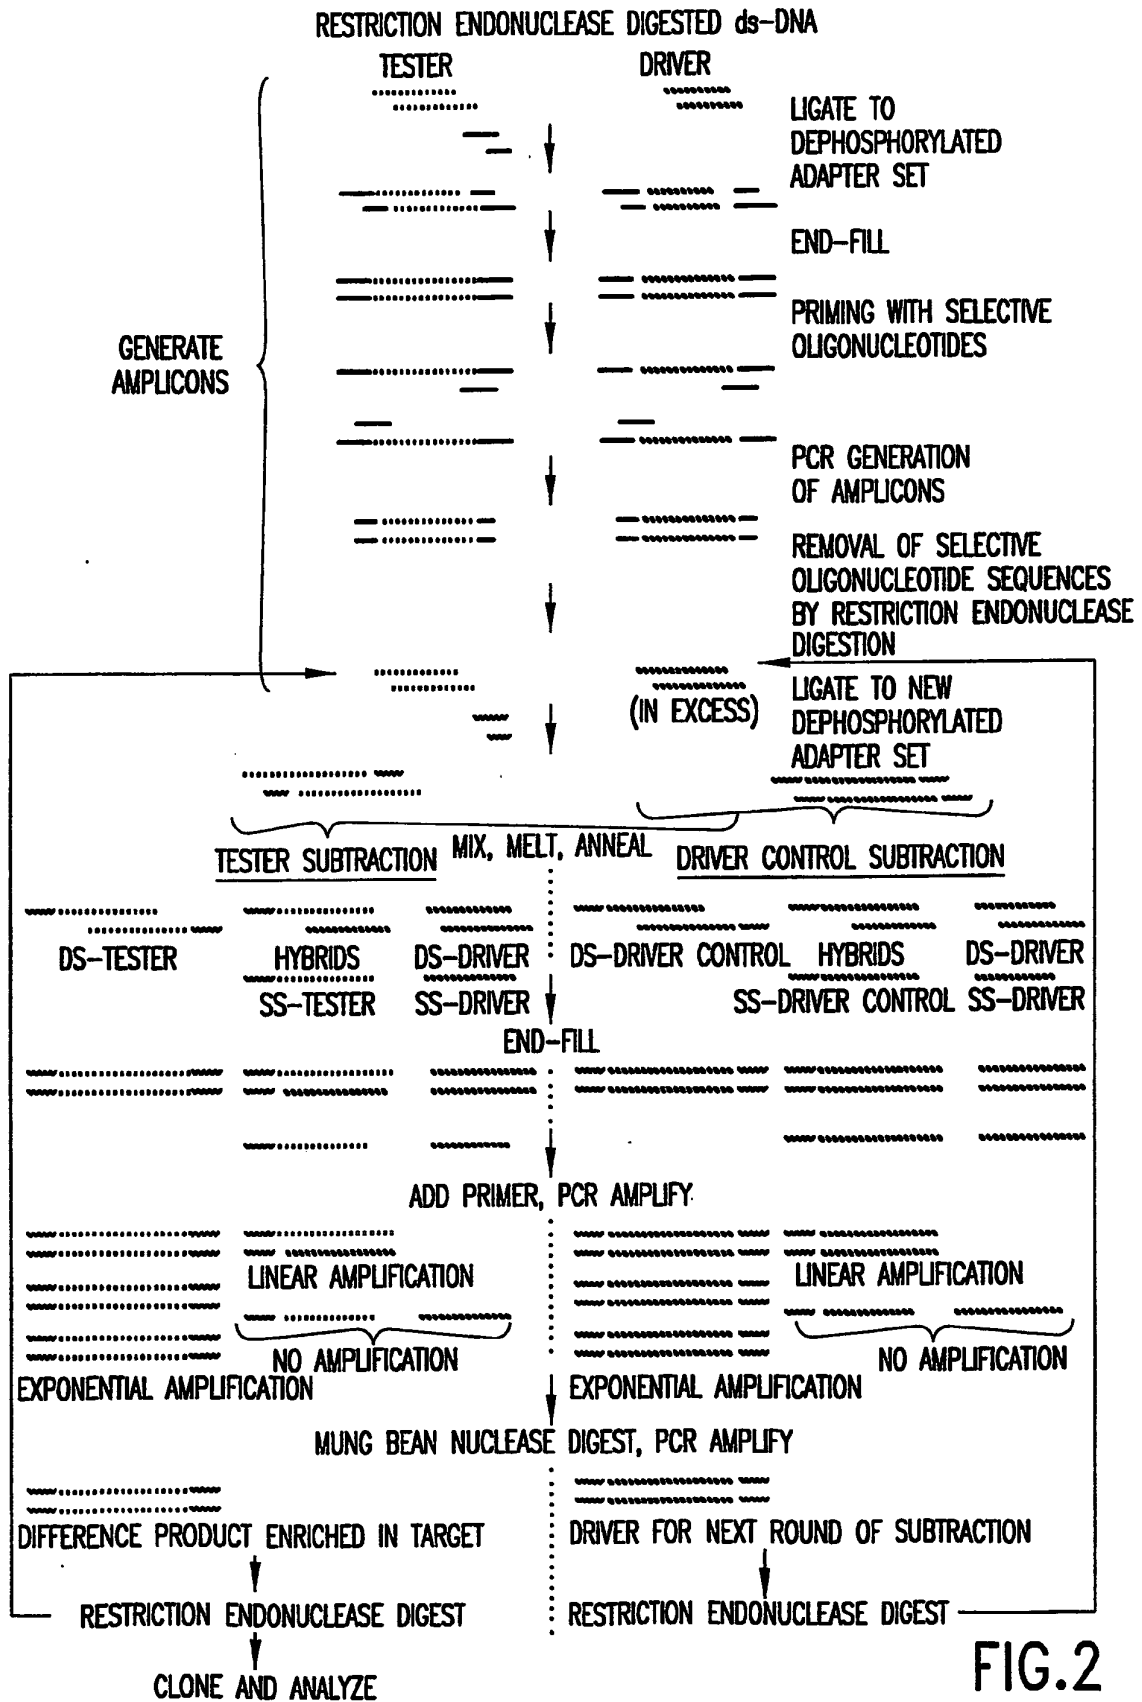 RESTRICTION ENDONUCLEASE DIGESTED ds-DNA
TESTER
DRIVER
LIGATE TO
DEPHOSPHORYLATED
ADAPTER SET
END-FILL
PRIMING WITH SELECTIVE
OLIGONUCLEOTIDES
GENERATE
AMPLICONS
PCR GENERATION
OF AMPLICONS
REMOVAL OF SELECTIVE
OLIGONUCLEOTIDE SEQUENCES
BY RESTRICTION ENDONUCLEASE
DIGESTION
(IN EXCESS)
LIGATE TO NEW
DEPHOSPHORYLATED
ADAPTER SET
TESTER SUBTRACTION
MIX, MELT, ANNEAL
DRIVER CONTROL SUBTRACTION
DS-TESTER
HYBRIDS
DS-DRIVER
DS-DRIVER CONTROL
HYBRIDS
DS-DRIVER
SS-TESTER
SS-DRIVER
SS-DRIVER CONTROL
SS-DRIVER
END-FILL
ADD PRIMER, PCR AMPLIFY
LINEAR AMPLIFICATION
LINEAR AMPLIFICATION
NO AMPLIFICATION
NO AMPLIFICATION
EXPONENTIAL AMPLIFICATION
EXPONENTIAL AMPLIFICATION
MUNG BEAN NUCLEASE DIGEST, PCR AMPLIFY
DIFFERENCE PRODUCT ENRICHED IN TARGET
DRIVER FOR NEXT ROUND OF SUBTRACTION
RESTRICTION ENDONUCLEASE DIGEST
RESTRICTION ENDONUCLEASE DIGEST
CLONE AND ANALYZE
FIG.2